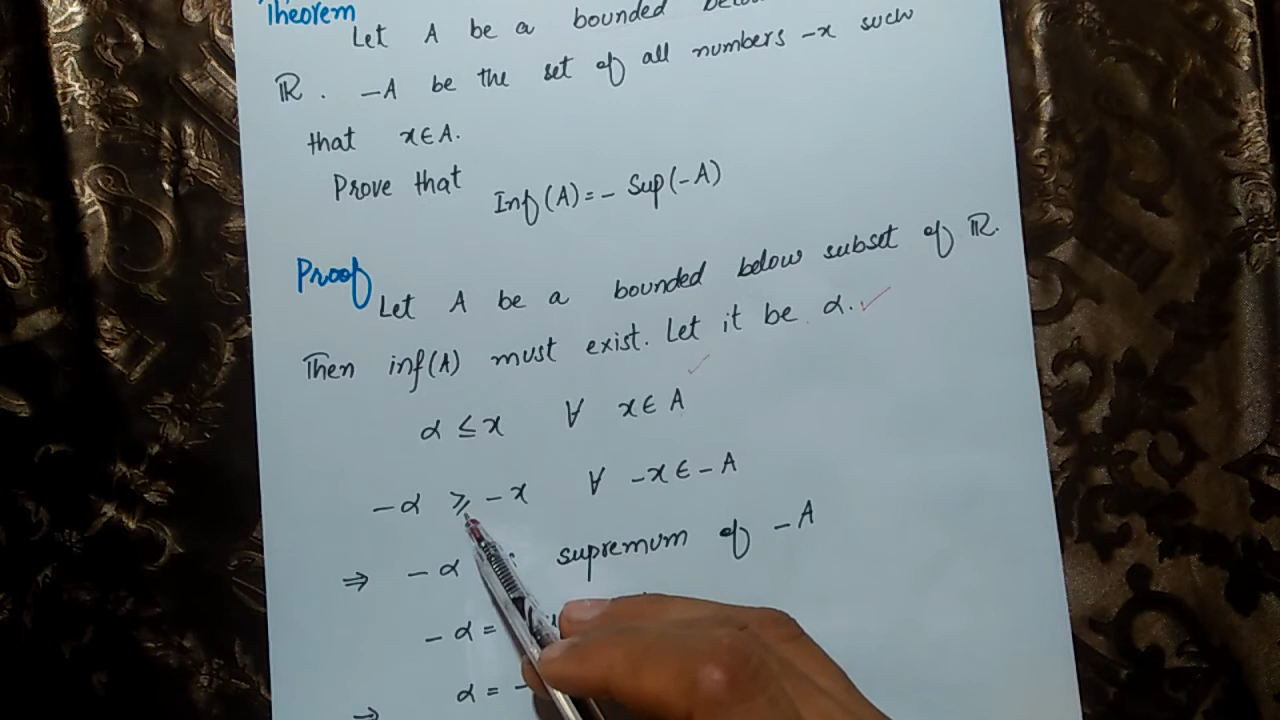 Theorem
Let A be a bounded
ℝ. -A be the set of all numbers -x such
that x∈A.
Prove that Inf(A)=- Sup(-A)
Proof
Let A be a bounded below subset of ℝ.
Then inf(A) must exist. Let it be α.
α ≤ x ∀ x∈A
-α ≥ -x ∀ -x∈-A
⇒ -α supremum of -A
-α =
⇒ α = -